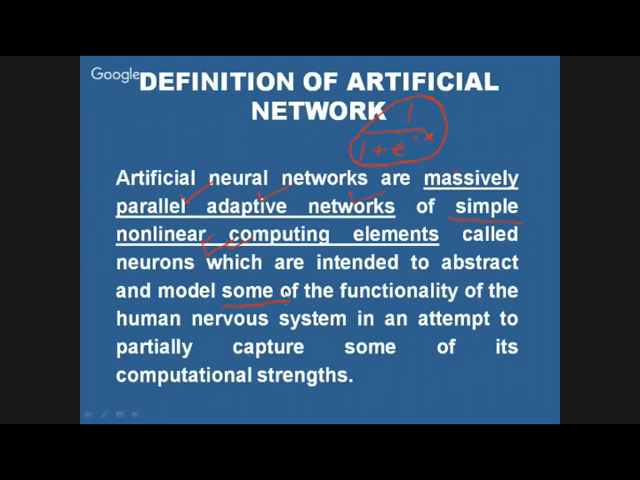 Google
DEFINITION OF ARTIFICIAL
NETWORK
1
1 + e^-x
Artificial neural networks are massively
parallel adaptive networks of simple
nonlinear computing elements called
neurons which are intended to abstract
and model some of the functionality of the
human nervous system in an attempt to
partially capture some of its
computational strengths.